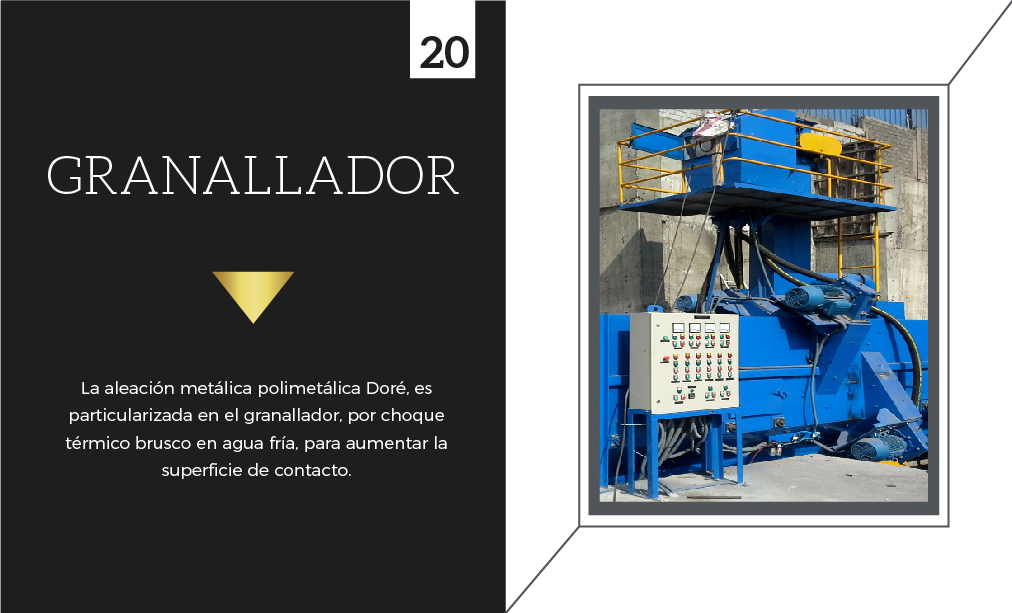 20
GRANALLADOR
La aleación metálica polimetálica Doré, es
particularizada en el granallador, por choque
térmico brusco en agua fría, para aumentar la
superficie de contacto.